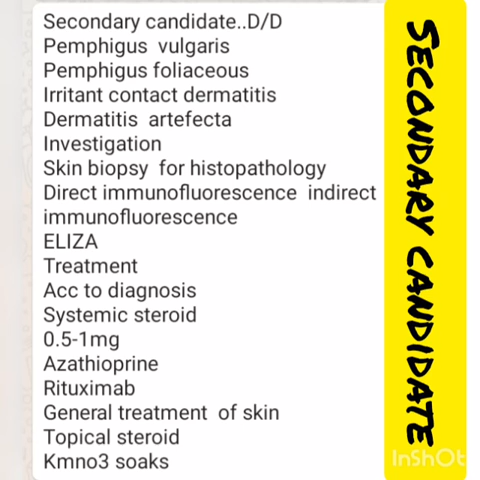 Secondary candidate..D/D
Pemphigus vulgaris
Pemphigus foliaceous
Irritant contact dermatitis
Dermatitis artefecta
Investigation
Skin biopsy for histopathology
Direct immunofluorescence indirect
immunofluorescence
ELIZA
Treatment
Acc to diagnosis
Systemic steroid
0.5-1mg
Azathioprine
Rituximab
General treatment of skin
Topical steroid
Kmno3 soaks
SECONDARY CANDIDATE
InShOt